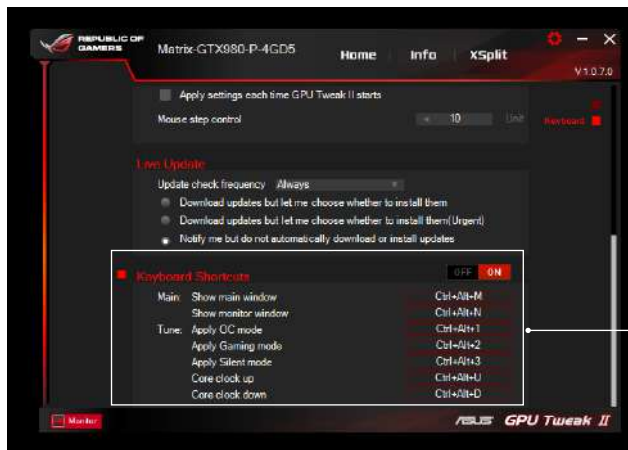 REPUBLIC OF
GAMERS
Matrix-GTX980-P-4GD5
Home
Info
XSplit
V1.0.7.0
Apply settings each time GPU Tweak II starts
Mouse step control
10
Unit
Keyboard
Live Update
Update check frequency Always
Download updates but let me choose whether to install them
Download updates but let me choose whether to install them(Urgent)
Notify me but do not automatically download or install updates
Keyboard Shortcuts OFF ON
Main: Show main window Ctrl+Alt+M
Show monitor window Ctrl+Alt+N
Tune: Apply OC mode Ctrl+Alt+1
Apply Gaming mode Ctrl+Alt+2
Apply Silent mode Ctrl+Alt+3
Core clock up Ctrl+Alt+U
Core clock down Ctrl+Alt+D
Monitor
ASUS GPU Tweak II